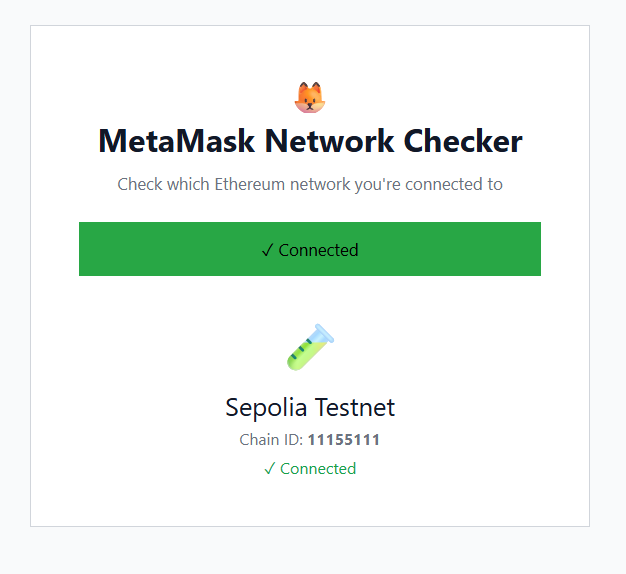 MetaMask Network Checker
Check which Ethereum network you're connected to
✓ Connected
Sepolia Testnet
Chain ID: 11155111
✓ Connected